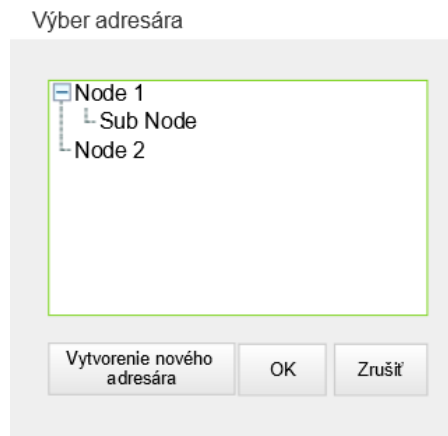 Výber adresára
Node 1
Sub Node
Node 2
Vytvorenie nového
adresára
OK
Zrušiť